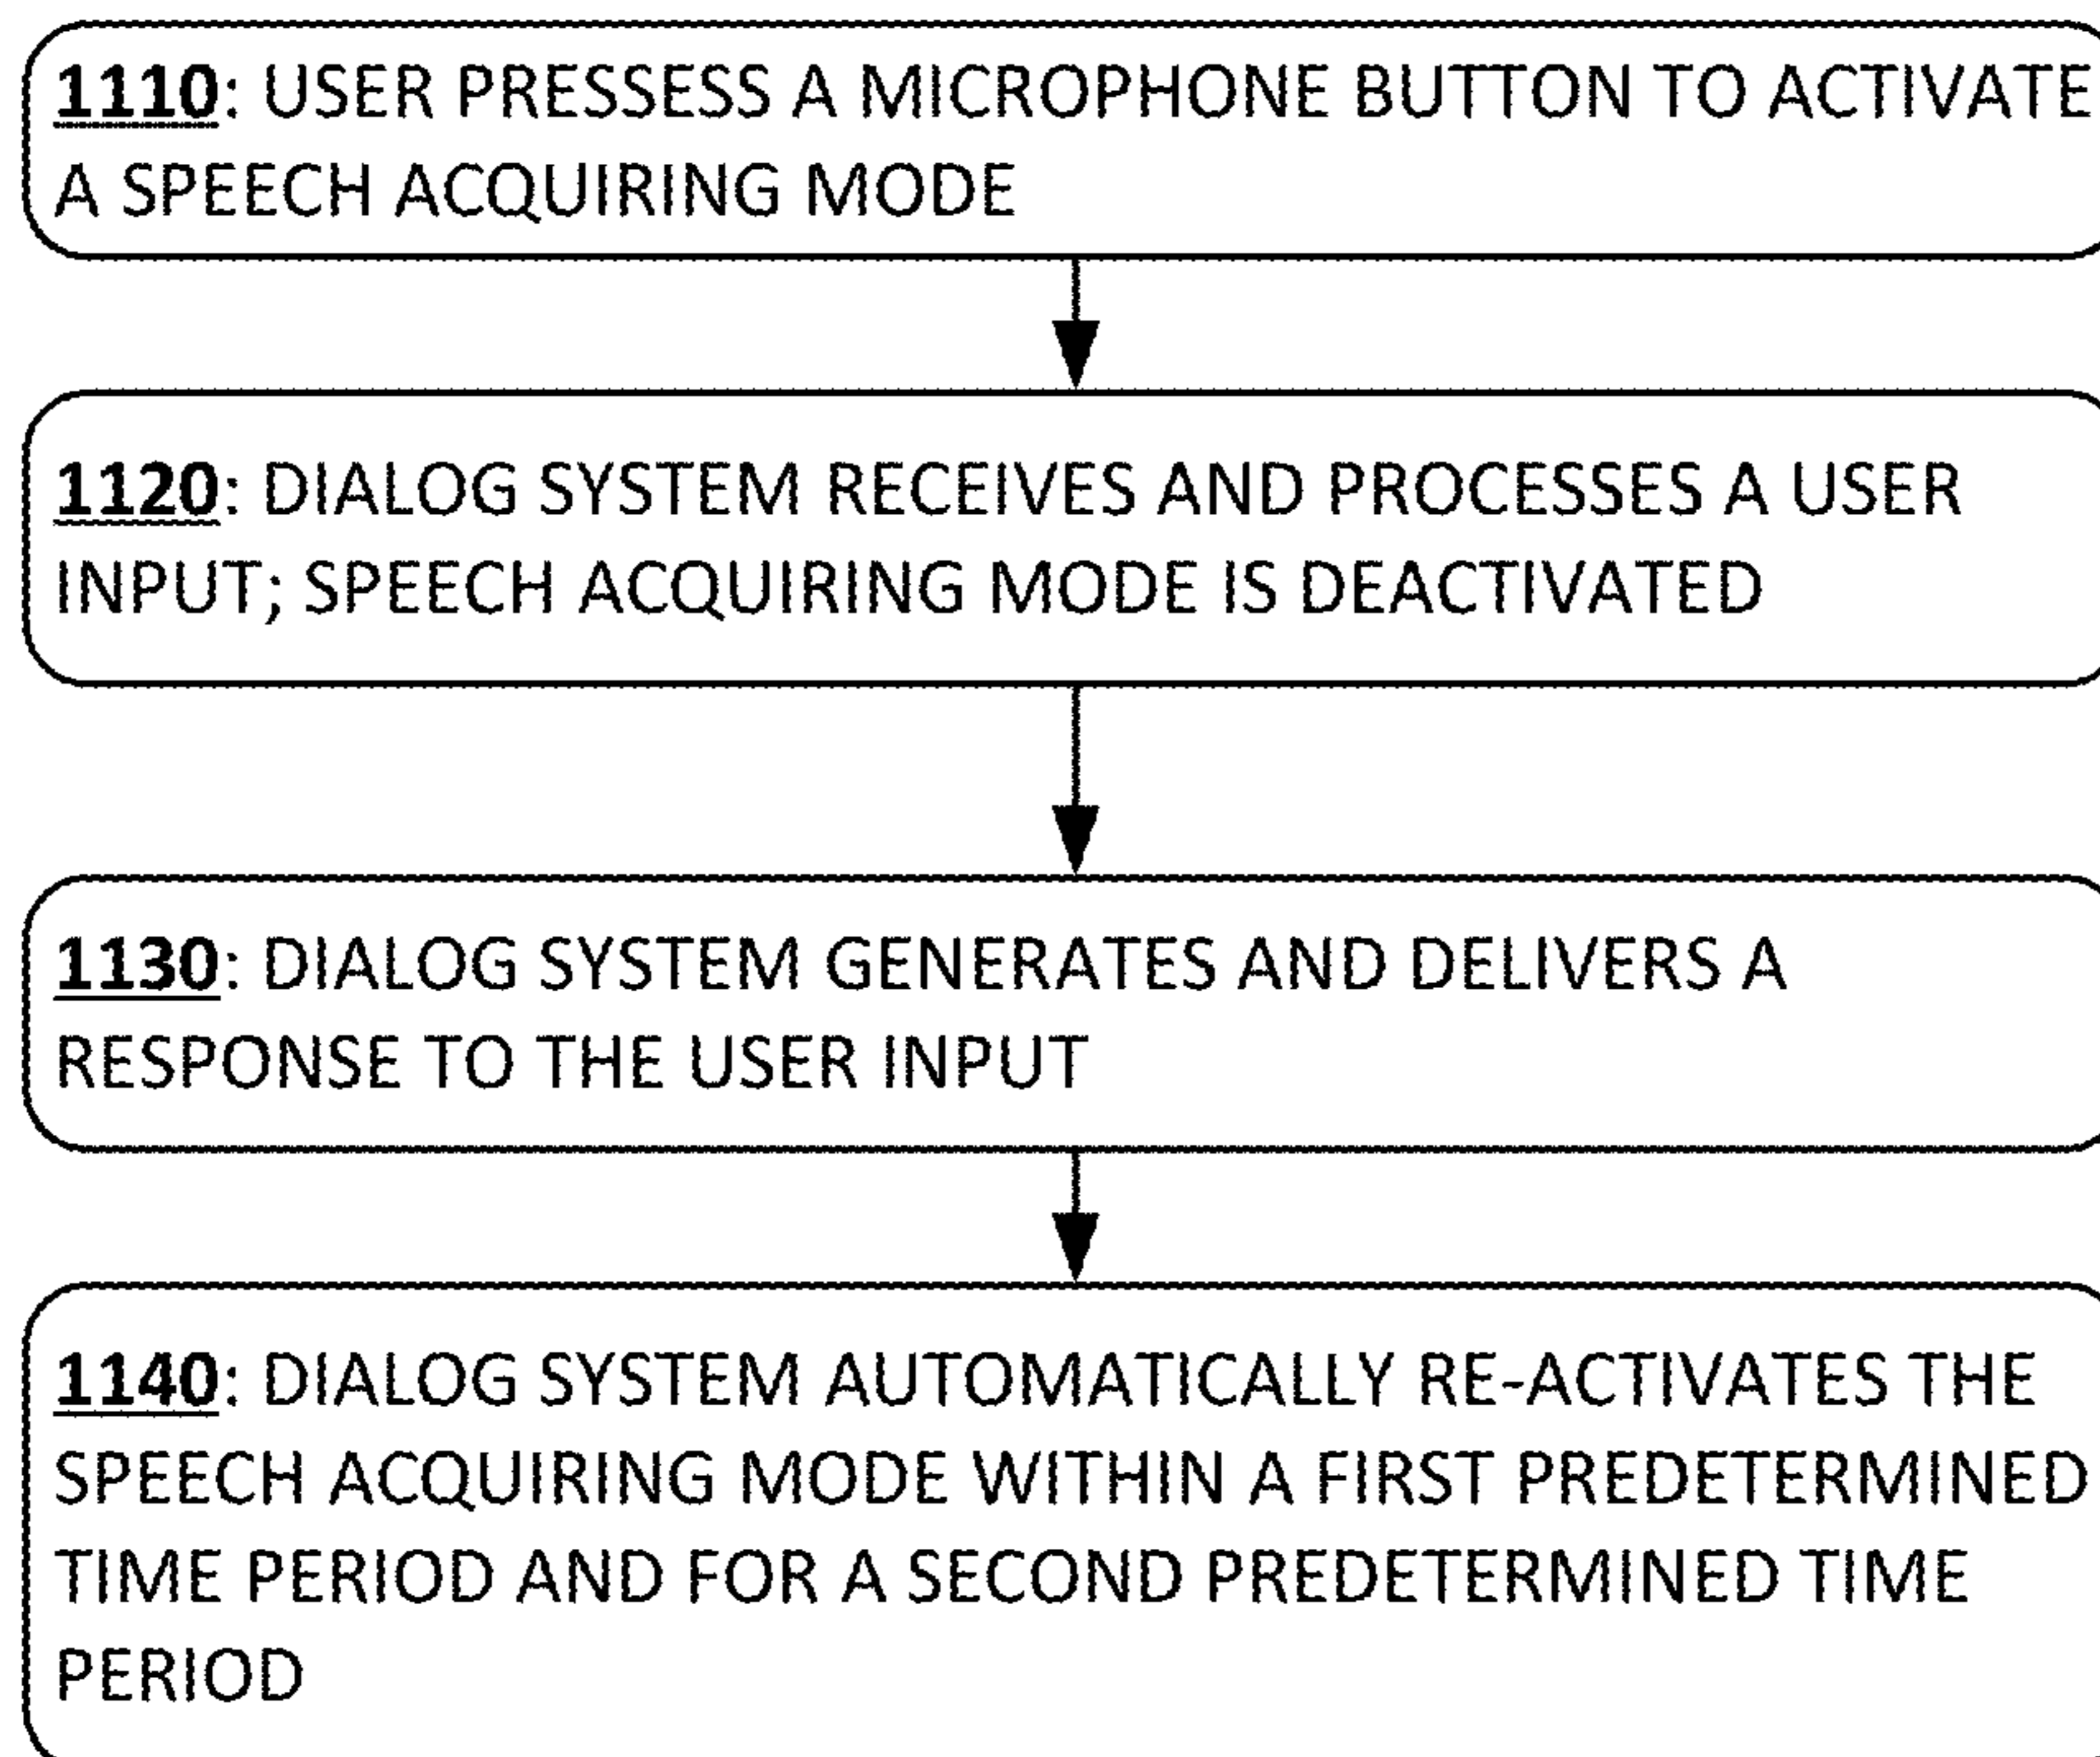 1110: USER PRESSESS A MICROPHONE BUTTON TO ACTIVATE
A SPEECH ACQUIRING MODE
1120: DIALOG SYSTEM RECEIVES AND PROCESSES A USER
INPUT; SPEECH ACQUIRING MODE IS DEACTIVATED
1130: DIALOG SYSTEM GENERATES AND DELIVERS A
RESPONSE TO THE USER INPUT
1140: DIALOG SYSTEM AUTOMATICALLY RE-ACTIVATES THE
SPEECH ACQUIRING MODE WITHIN A FIRST PREDETERMINED
TIME PERIOD AND FOR A SECOND PREDETERMINED TIME
PERIOD